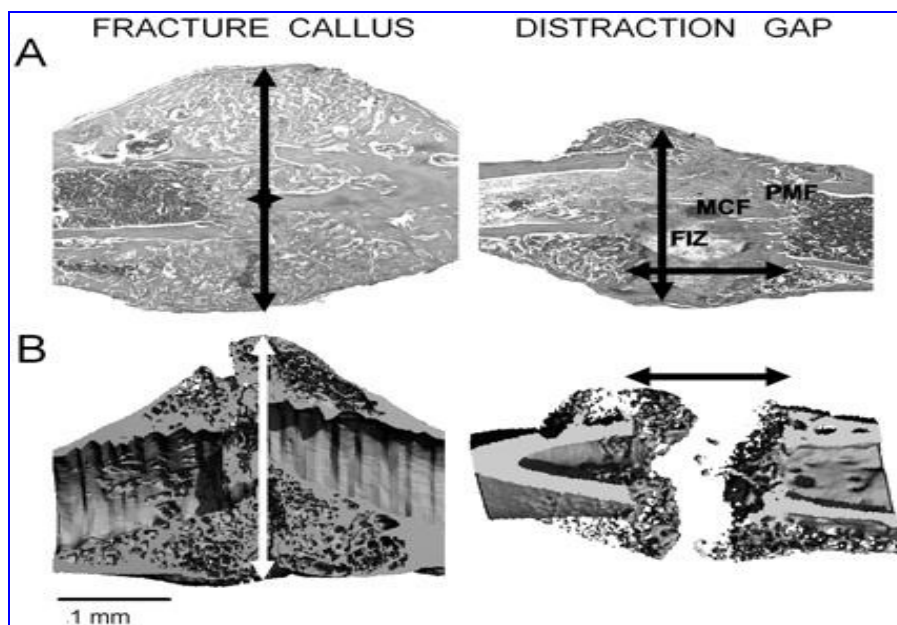 FRACTURE CALLUS DISTRACTION GAP
A
PMF
MCF
FIZ
B
.1 mm